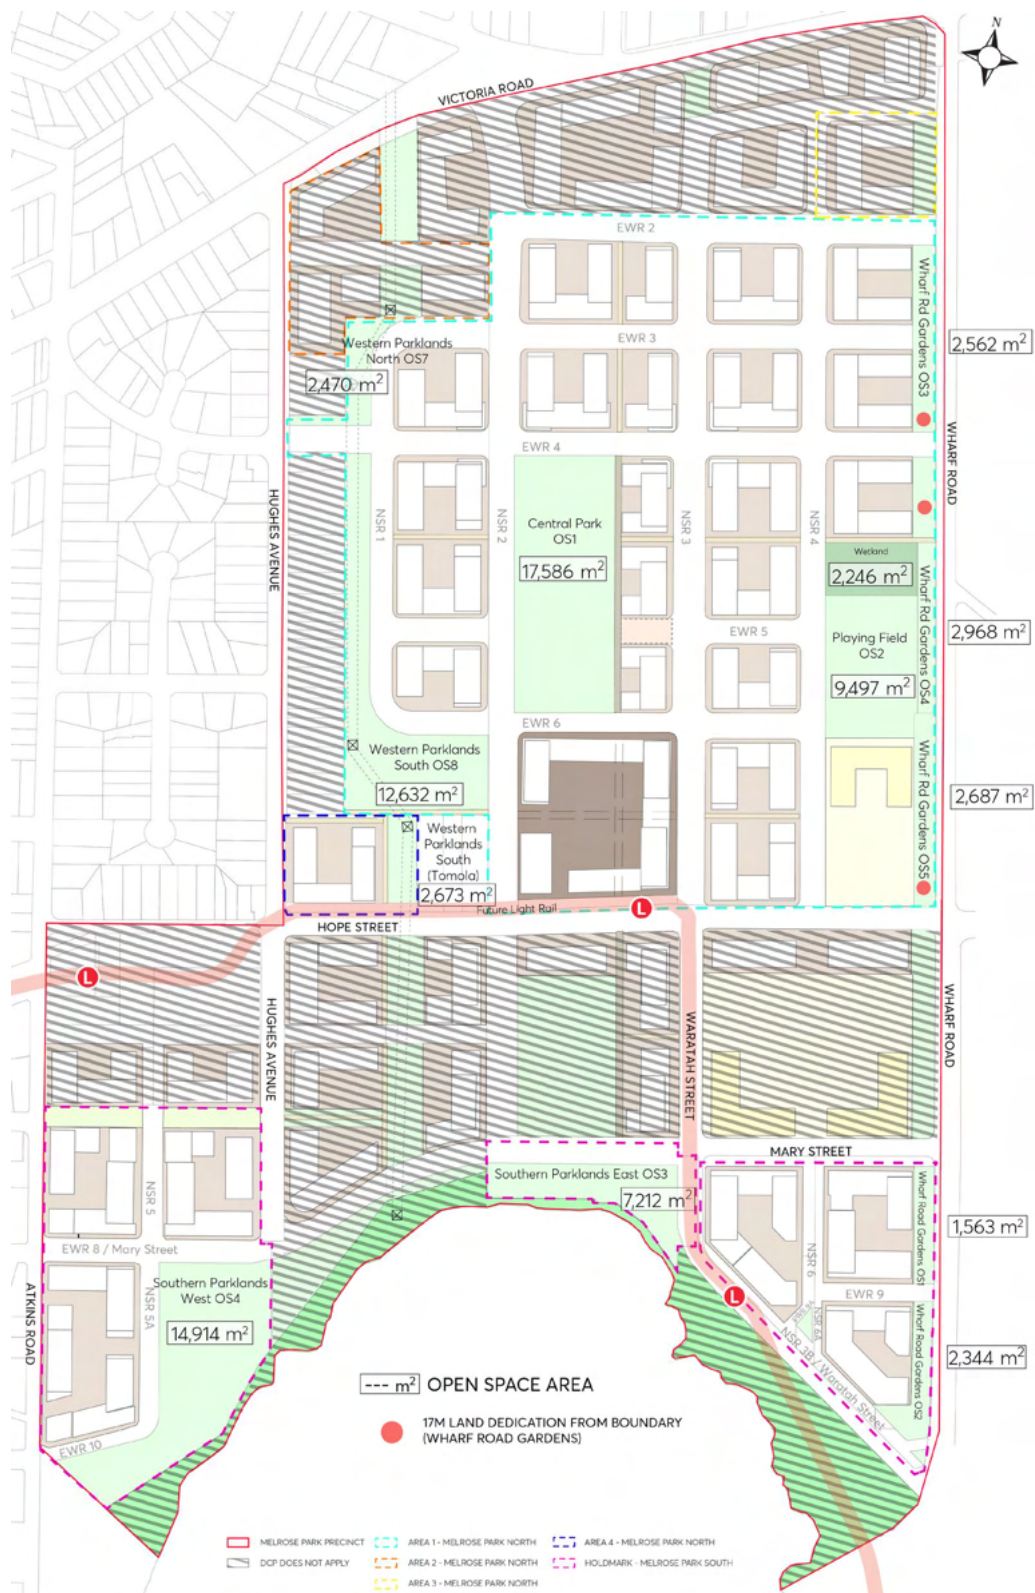 N
VICTORIA ROAD
EWR 2
Wharf Rd Gardens OS3
2,562 m²
EWR 3
Western Parklands
North OS7
2,470 m²
WHARF ROAD
EWR 4
HUGHES AVENUE
NSR 1
NSR 2
Central Park
OS1
17,586 m²
NSR 3
NSR 4
Wetland
2,246 m²
Wharf Rd Gardens OS4
2,968 m²
EWR 5
Playing Field
OS2
9,497 m²
EWR 6
Western Parklands
South OS8
12,632 m²
Wharf Rd Gardens OS5
2,687 m²
Western
Parklands
South
(Tomola)
2,673 m²
Future Light Rail
L
HOPE STREET
L
HUGHES AVENUE
WARATAH STREET
WHARF ROAD
MARY STREET
Southern Parklands East OS3
7,212 m²
NSR 5
Wharf Road Gardens OS1
1,563 m²
EWR 8 / Mary Street
NSR 6
Southern Parklands
West OS4
14,914 m²
ATKINS ROAD
NSR 5A
L
EWR 9
EWR 9A
NSR 6A
NSR 3B / Waratah Street
Wharf Road Gardens OS2
2,344 m²
EWR 10
--- m² OPEN SPACE AREA
17M LAND DEDICATION FROM BOUNDARY
(WHARF ROAD GARDENS)
MELROSE PARK PRECINCT
AREA 1 - MELROSE PARK NORTH
AREA 4 - MELROSE PARK NORTH
DCP DOES NOT APPLY
AREA 2 - MELROSE PARK NORTH
HOLDMARK - MELROSE PARK SOUTH
AREA 3 - MELROSE PARK NORTH